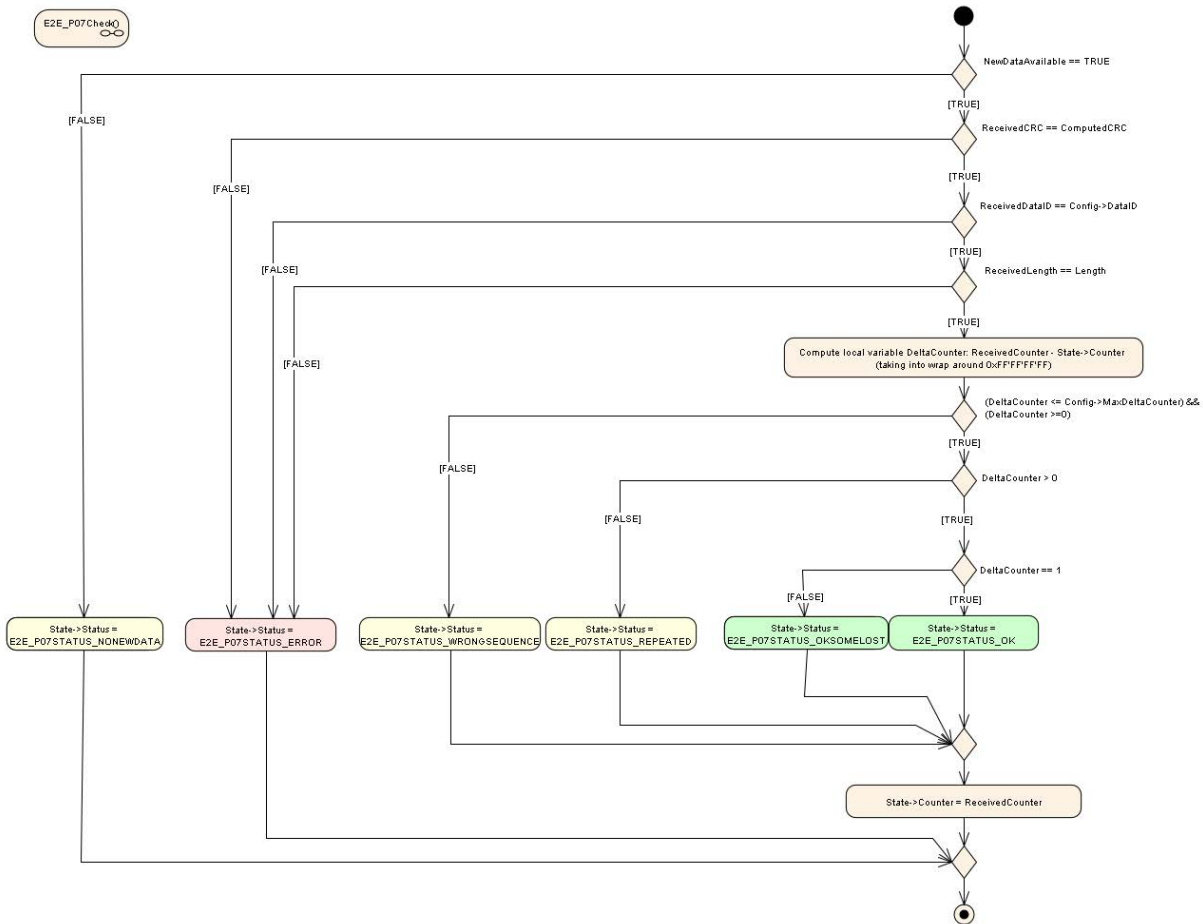 E2E_P07Check()
NewDataAvailable == TRUE
[FALSE]
[TRUE]
ReceivedCRC == ComputedCRC
[FALSE]
[TRUE]
ReceivedDataID == Config->DataID
[FALSE]
[TRUE]
ReceivedLength == Length
[FALSE]
[TRUE]
Compute local variable DeltaCounter: ReceivedCounter - State->Counter
(taking into wrap around 0xFF'FF'FF'FF)
(DeltaCounter <= Config->MaxDeltaCounter) &&
(DeltaCounter >=0)
[FALSE]
[TRUE]
DeltaCounter > 0
[FALSE]
[TRUE]
DeltaCounter == 1
[FALSE]
[TRUE]
State->Status =
E2E_P07STATUS_NONEWDATA
State->Status =
E2E_P07STATUS_ERROR
State->Status =
E2E_P07STATUS_WRONGSEQUENCE
State->Status =
E2E_P07STATUS_REPEATED
State->Status =
E2E_P07STATUS_OKSOMELOST
State->Status =
E2E_P07STATUS_OK
State->Counter = ReceivedCounter